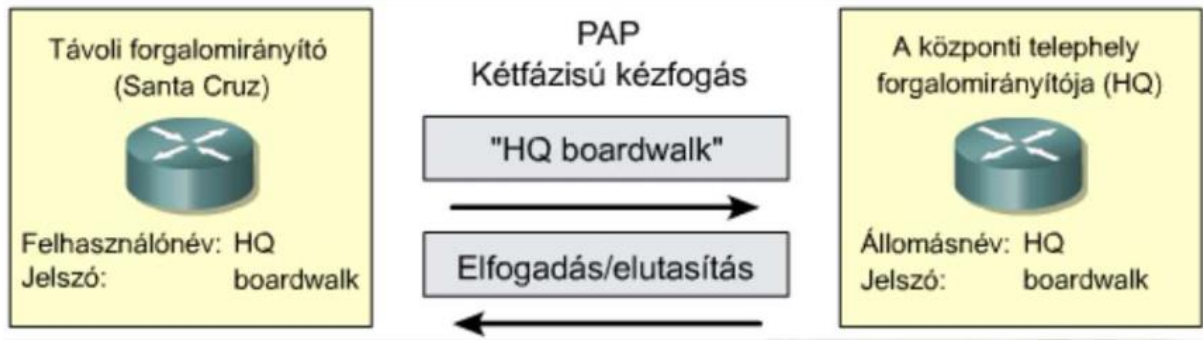 Távoli forgalomirányító
(Santa Cruz)
Felhasználónév: HQ
Jelszó: boardwalk
PAP
Kétfázisú kézfogás
"HQ boardwalk"
Elfogadás/elutasítás
A központi telephely
forgalomirányítója (HQ)
Állomásnév: HQ
Jelszó: boardwalk